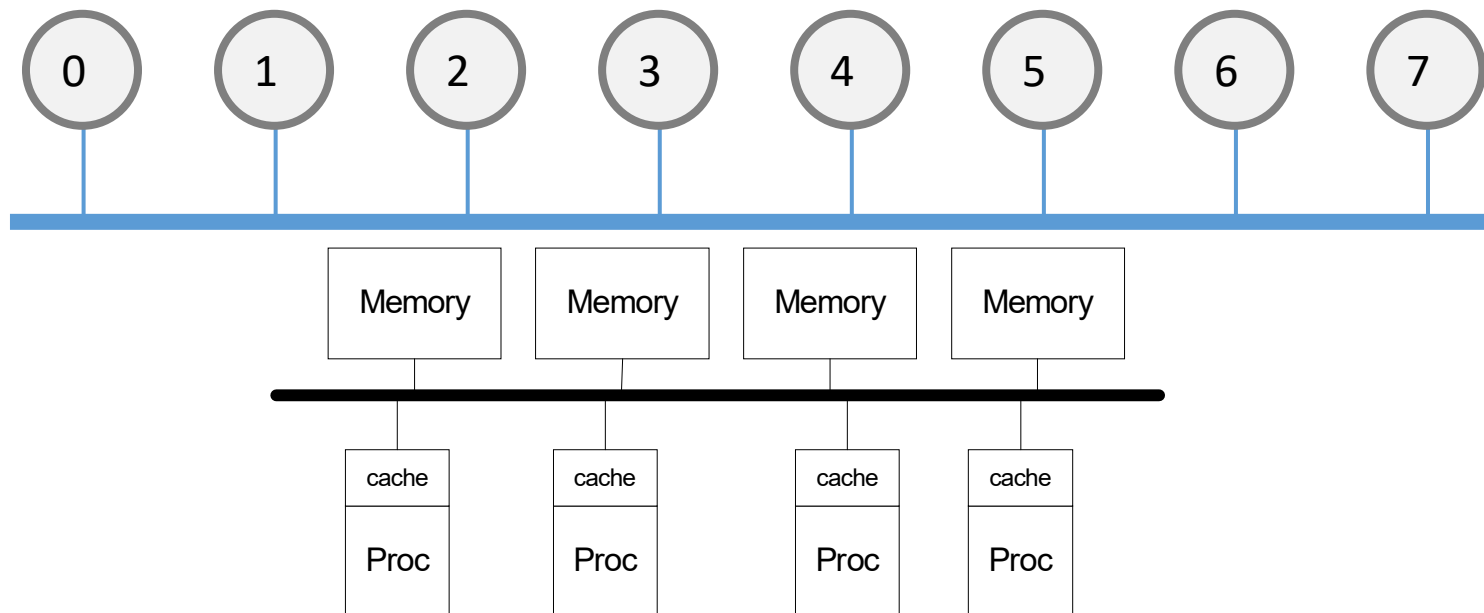 0 1 2 3 4 5 6 7
Memory Memory Memory Memory
cache cache cache cache
Proc Proc Proc Proc